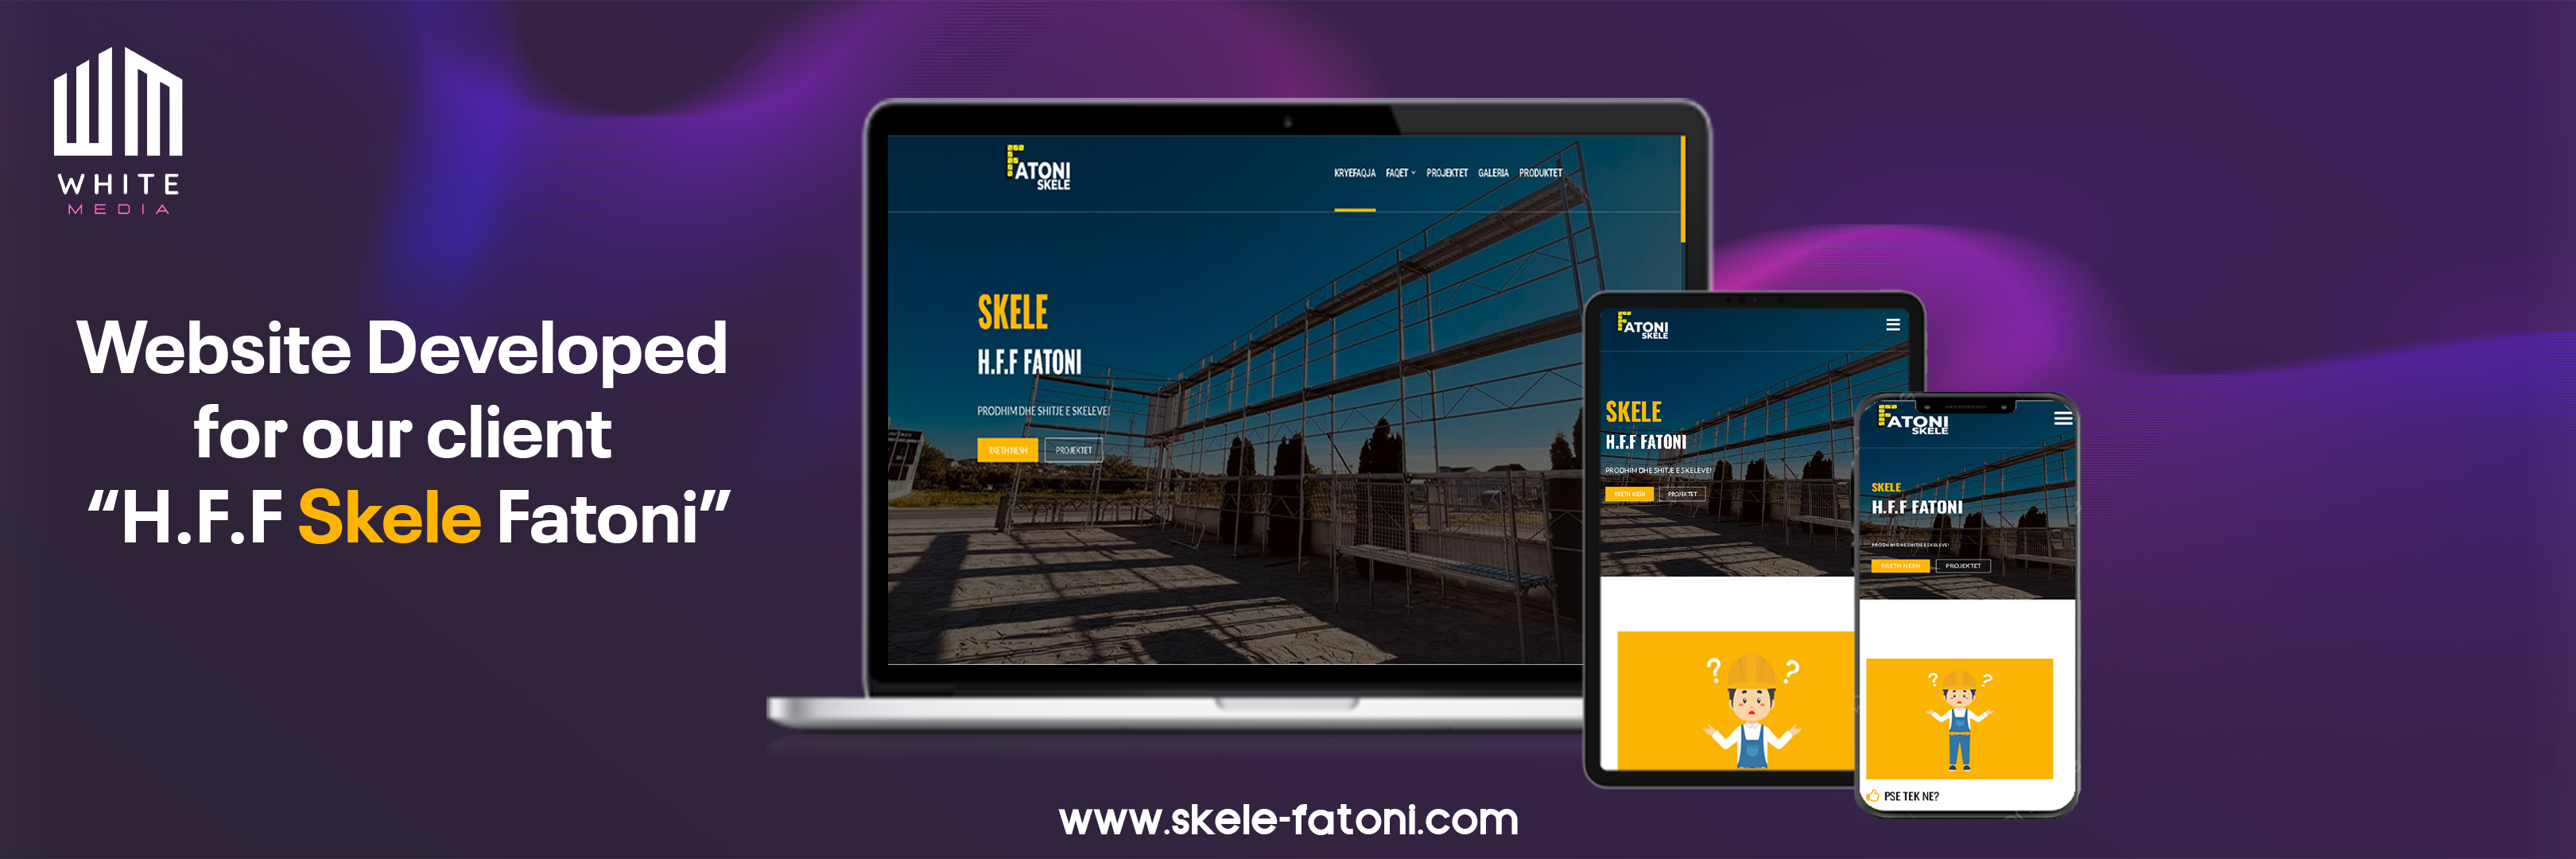 WM
WHITE
MEDIA
Website Developed
for our client
“H.F.F Skele Fatoni”
FATONI
SKELE
KRYEFAQJA FAQET PROJEKTET GALERIA PRODUKTET
SKELE
H.F.F FATONI
PRODHIM DHE SHITJE E SKELEVE!
RRETH NESH PROJEKTET
FATONI
SKELE
SKELE
H.F.F FATONI
PRODHIM DHE SHITJE E SKELEVE!
RRETH NESH PROJEKTET
? ?
FATONI
SKELE
SKELE
H.F.F FATONI
PRODHIM DHE SHITJE E SKELEVE!
RRETH NESH PROJEKTET
? ?
PSE TEK NE?
www.skele-fatoni.com